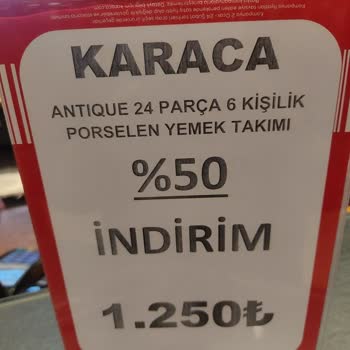 KARACA
ANTIQUE 24 PARÇA 6 KİŞİLİK
PORSELEN YEMEK TAKIMI
%50
İNDİRİM
1.250₺